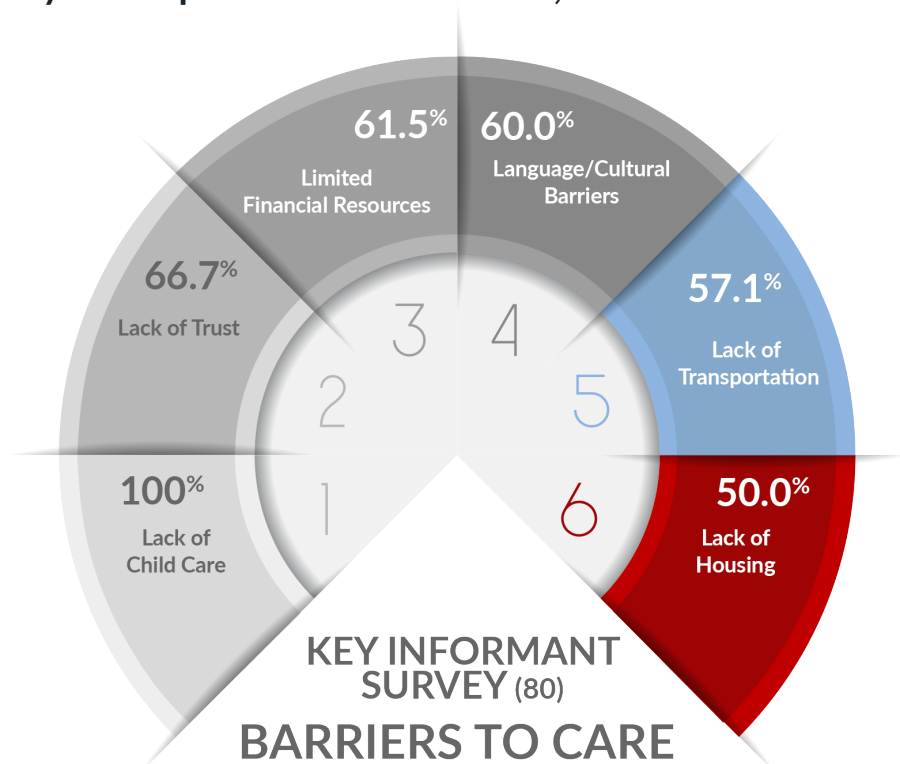 61.5%
Limited
Financial Resources
60.0%
Language/Cultural
Barriers
66.7%
Lack of Trust
57.1%
Lack of
Transportation
3
4
2
5
100%
Lack of
Child Care
1
6
50.0%
Lack of
Housing
KEY INFORMANT
SURVEY (80)
BARRIERS TO CARE